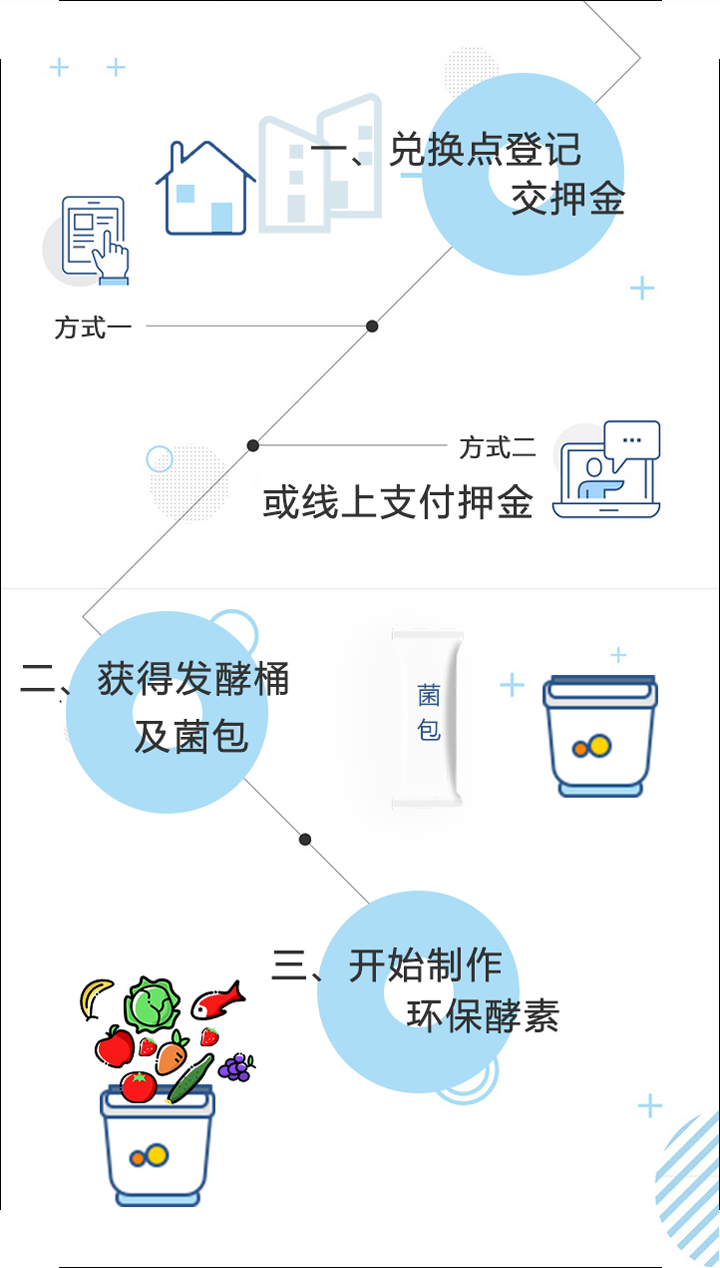 一、兑换点登记
交押金
方式一
方式二
或线上支付押金
二、获得发酵桶
及菌包
菌
包
三、开始制作
环保酵素